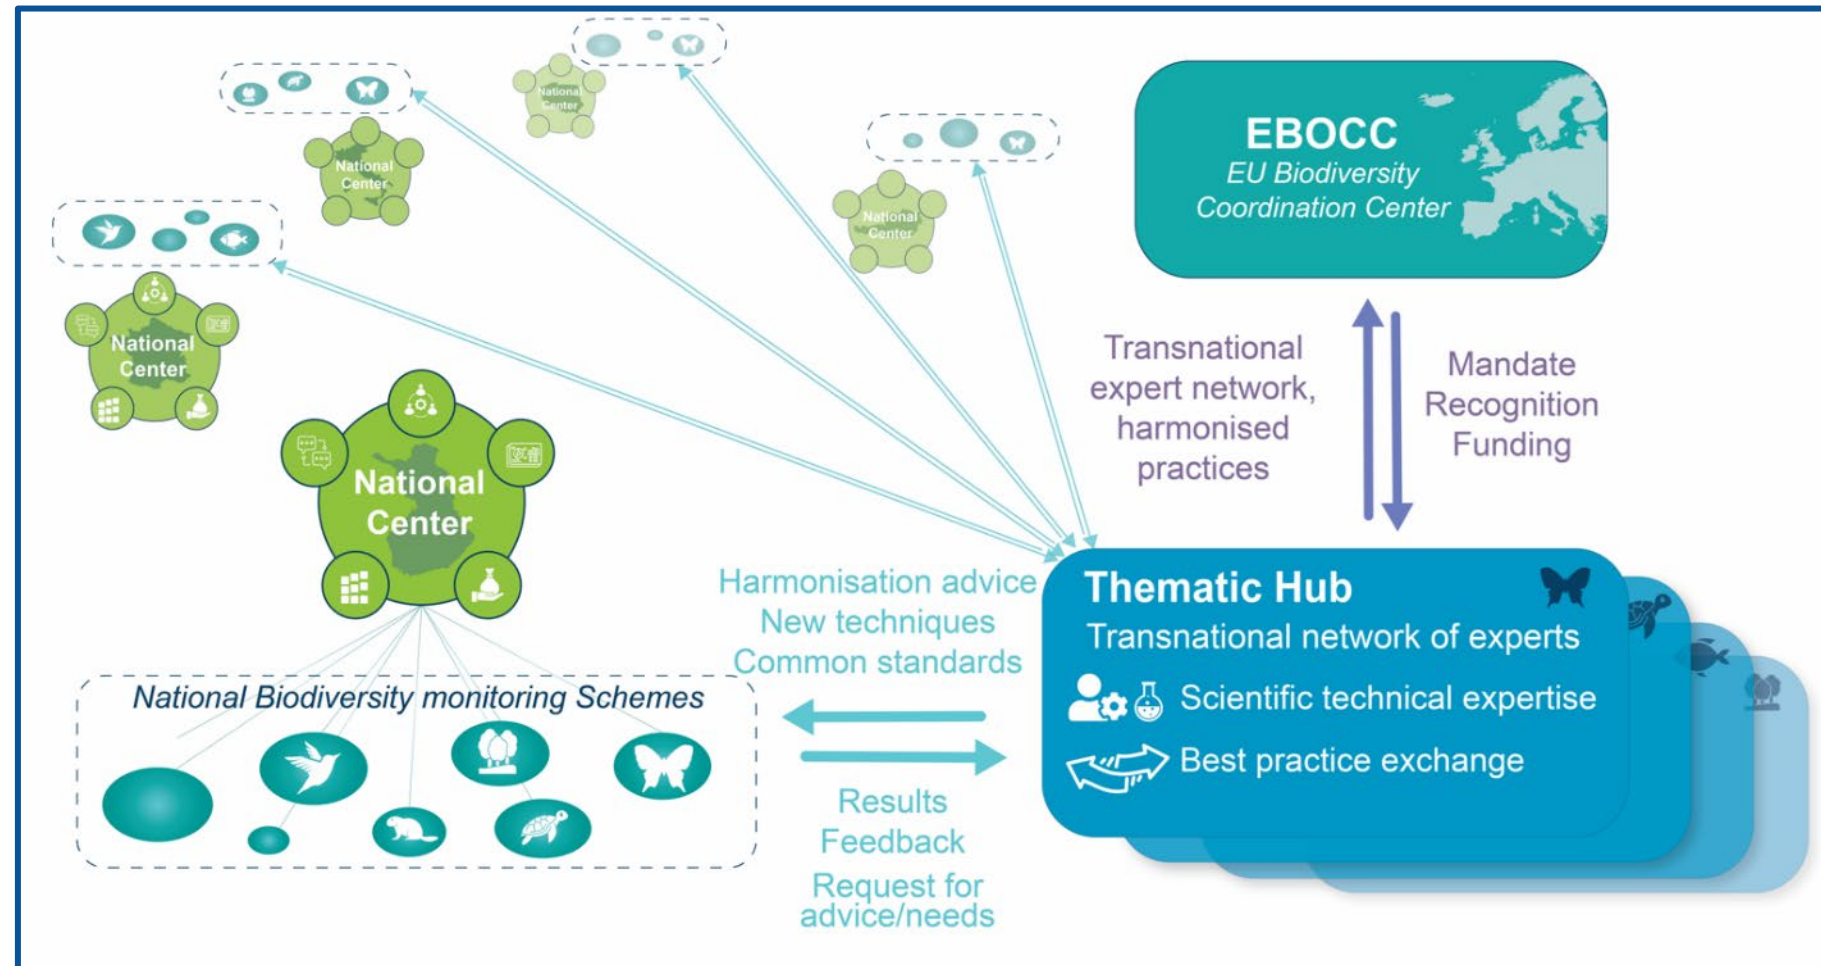 National
Center
National
Center
National
Center
National
Center
National
Center
EBOCC
EU Biodiversity
Coordination Center
Transnational
expert network,
harmonised
practices
Mandate
Recognition
Funding
Harmonisation advice
New techniques
Common standards
Results
Feedback
Request for
advice/needs
National Biodiversity monitoring Schemes
Thematic Hub
Transnational network of experts
Scientific technical expertise
Best practice exchange